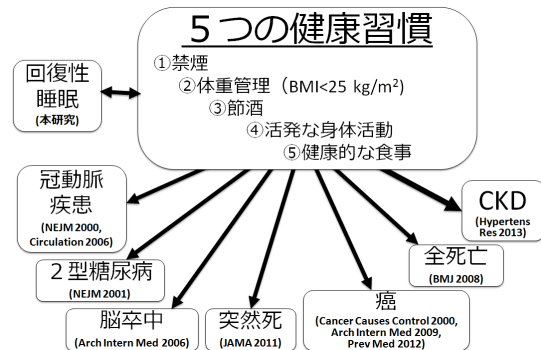 ５つの健康習慣
①禁煙
②体重管理（BMI<25 kg/m²)
③節酒
④活発な身体活動
⑤健康的な食事
回復性
睡眠
(本研究)
冠動脈
疾患
(NEJM 2000,
Circulation 2006)
２型糖尿病
(NEJM 2001)
脳卒中
(Arch Intern Med 2006)
突然死
(JAMA 2011)
癌
(Cancer Causes Control 2000,
Arch Intern Med 2009,
Prev Med 2012)
全死亡
(BMJ 2008)
CKD
(Hypertens
Res 2013)